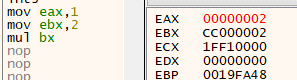 mov eax,1
mov ebx,2
mul bx
nop
nop
nop
EAX 00000002
EBX CC000002
ECX 1FF10000
EDX 00000000
EBP 0019FA48